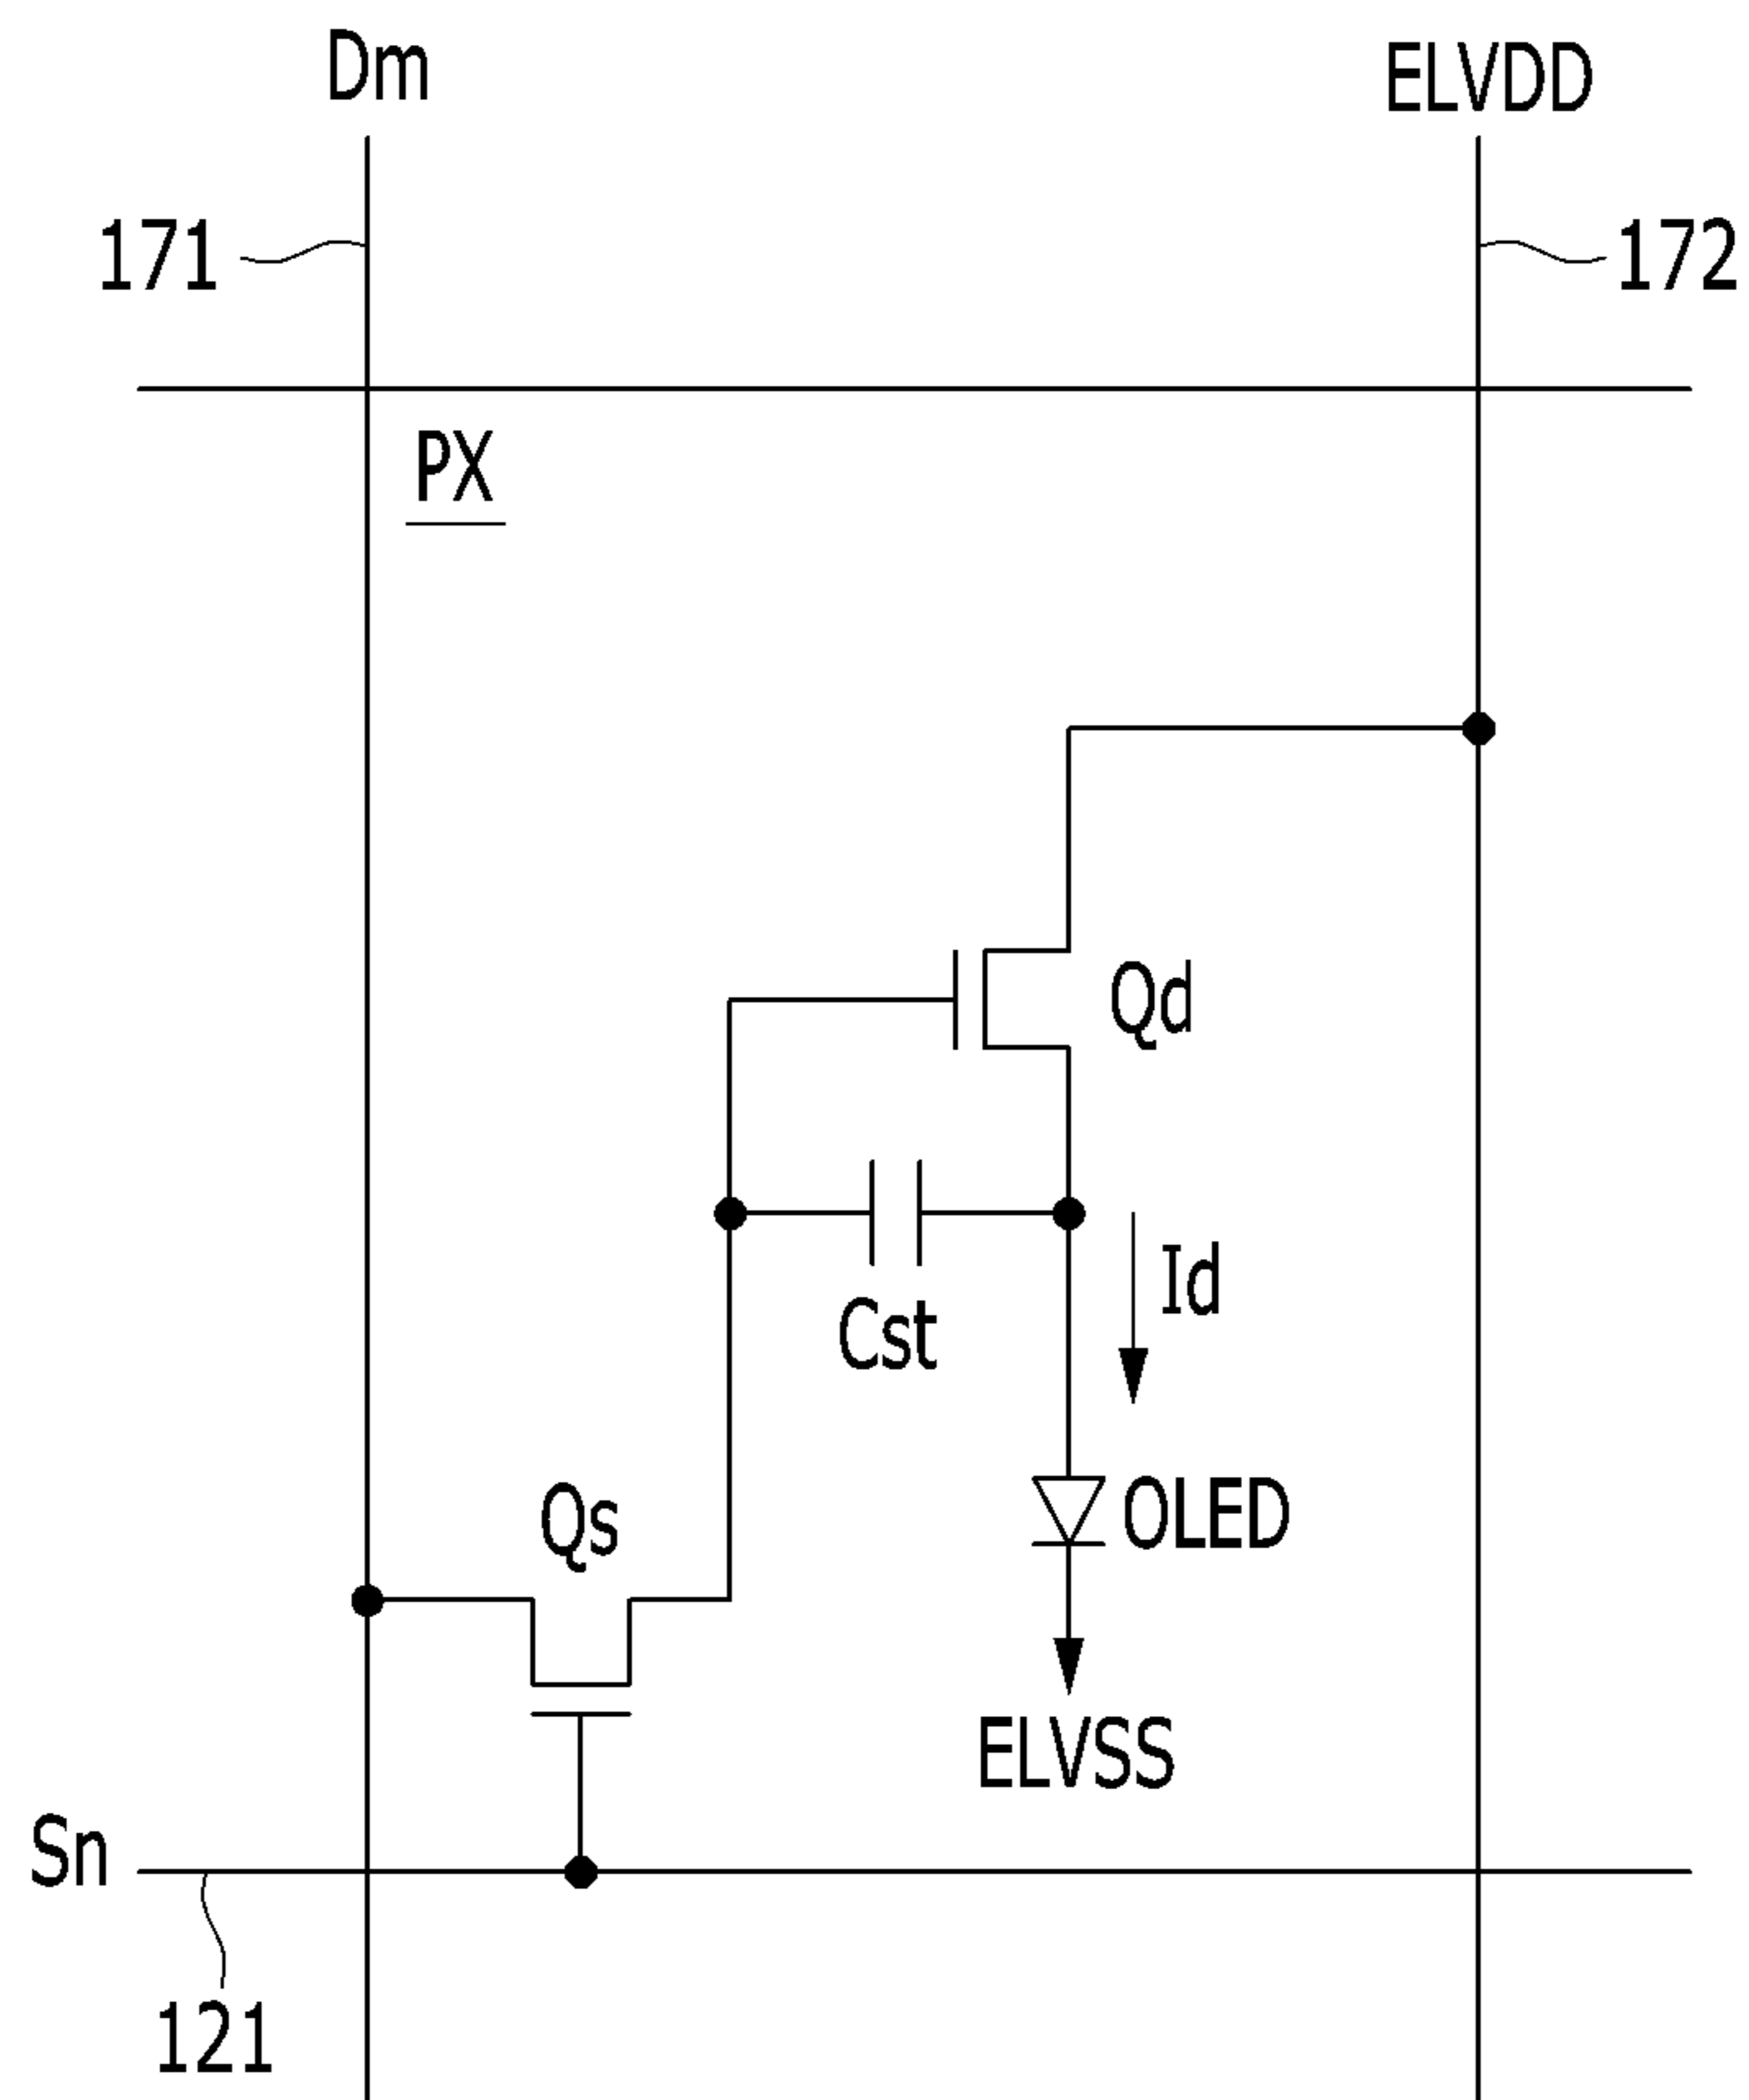 Dm
ELVDD
171
172
PX
Qd
Id
Cst
Qs
OLED
ELVSS
Sn
121